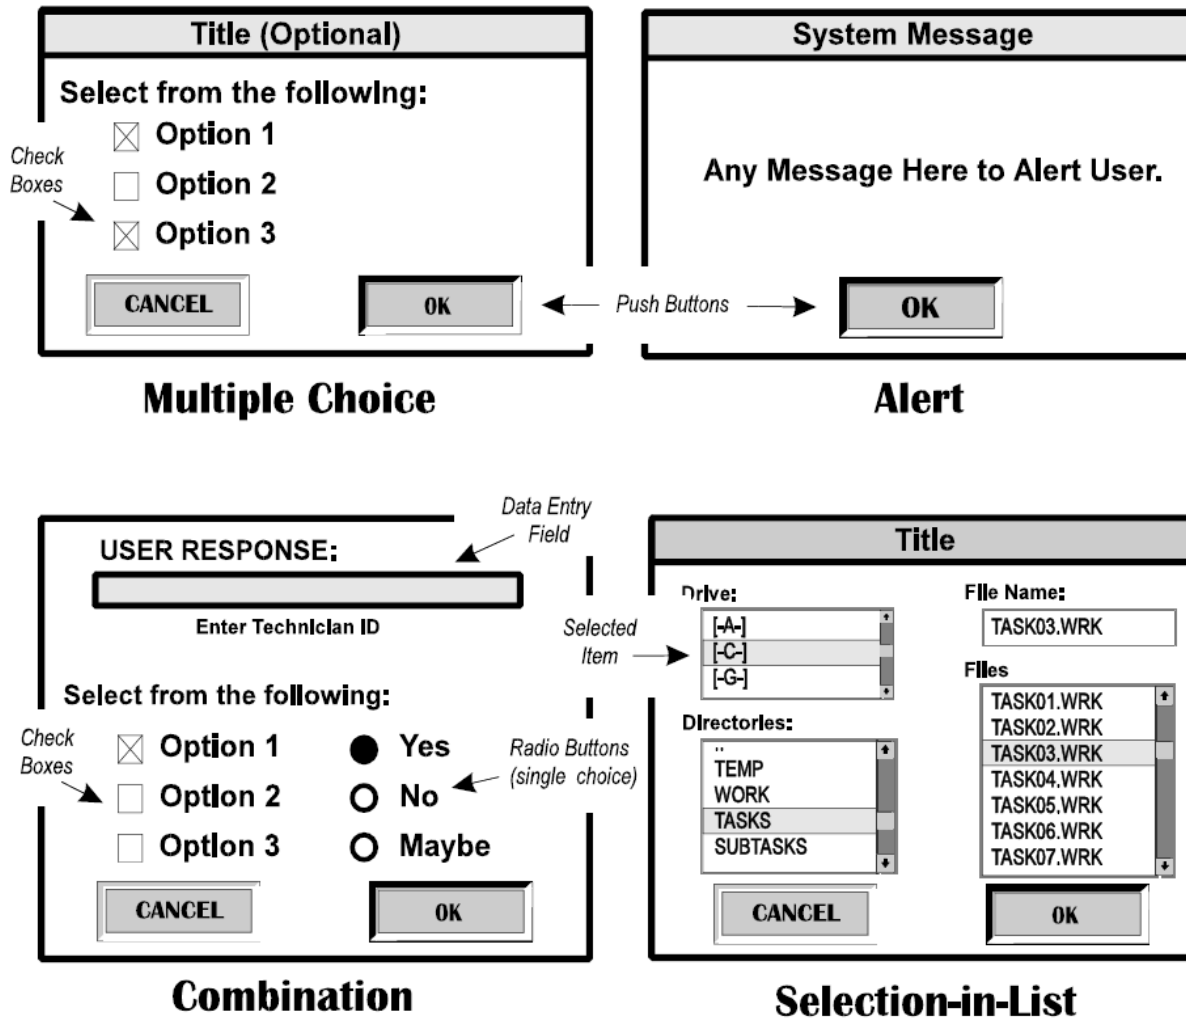 Title (Optional)
Select from the following:
Option 1
Option 2
Option 3
Check
Boxes
CANCEL
OK
Multiple Choice
System Message
Any Message Here to Alert User.
OK
Push Buttons
Alert
Data Entry
Field
USER RESPONSE:
Enter Technician ID
Select from the following:
Check
Boxes
Option 1
Option 2
Option 3
Yes
No
Maybe
Radio Buttons
(single choice)
CANCEL
OK
Combination
Title
Drive:
[-A-]
[-C-]
[-G-]
Selected
Item
Directories:
..
TEMP
WORK
TASKS
SUBTASKS
File Name:
TASK03.WRK
Files
TASK01.WRK
TASK02.WRK
TASK03.WRK
TASK04.WRK
TASK05.WRK
TASK06.WRK
TASK07.WRK
CANCEL
OK
Selection-in-List